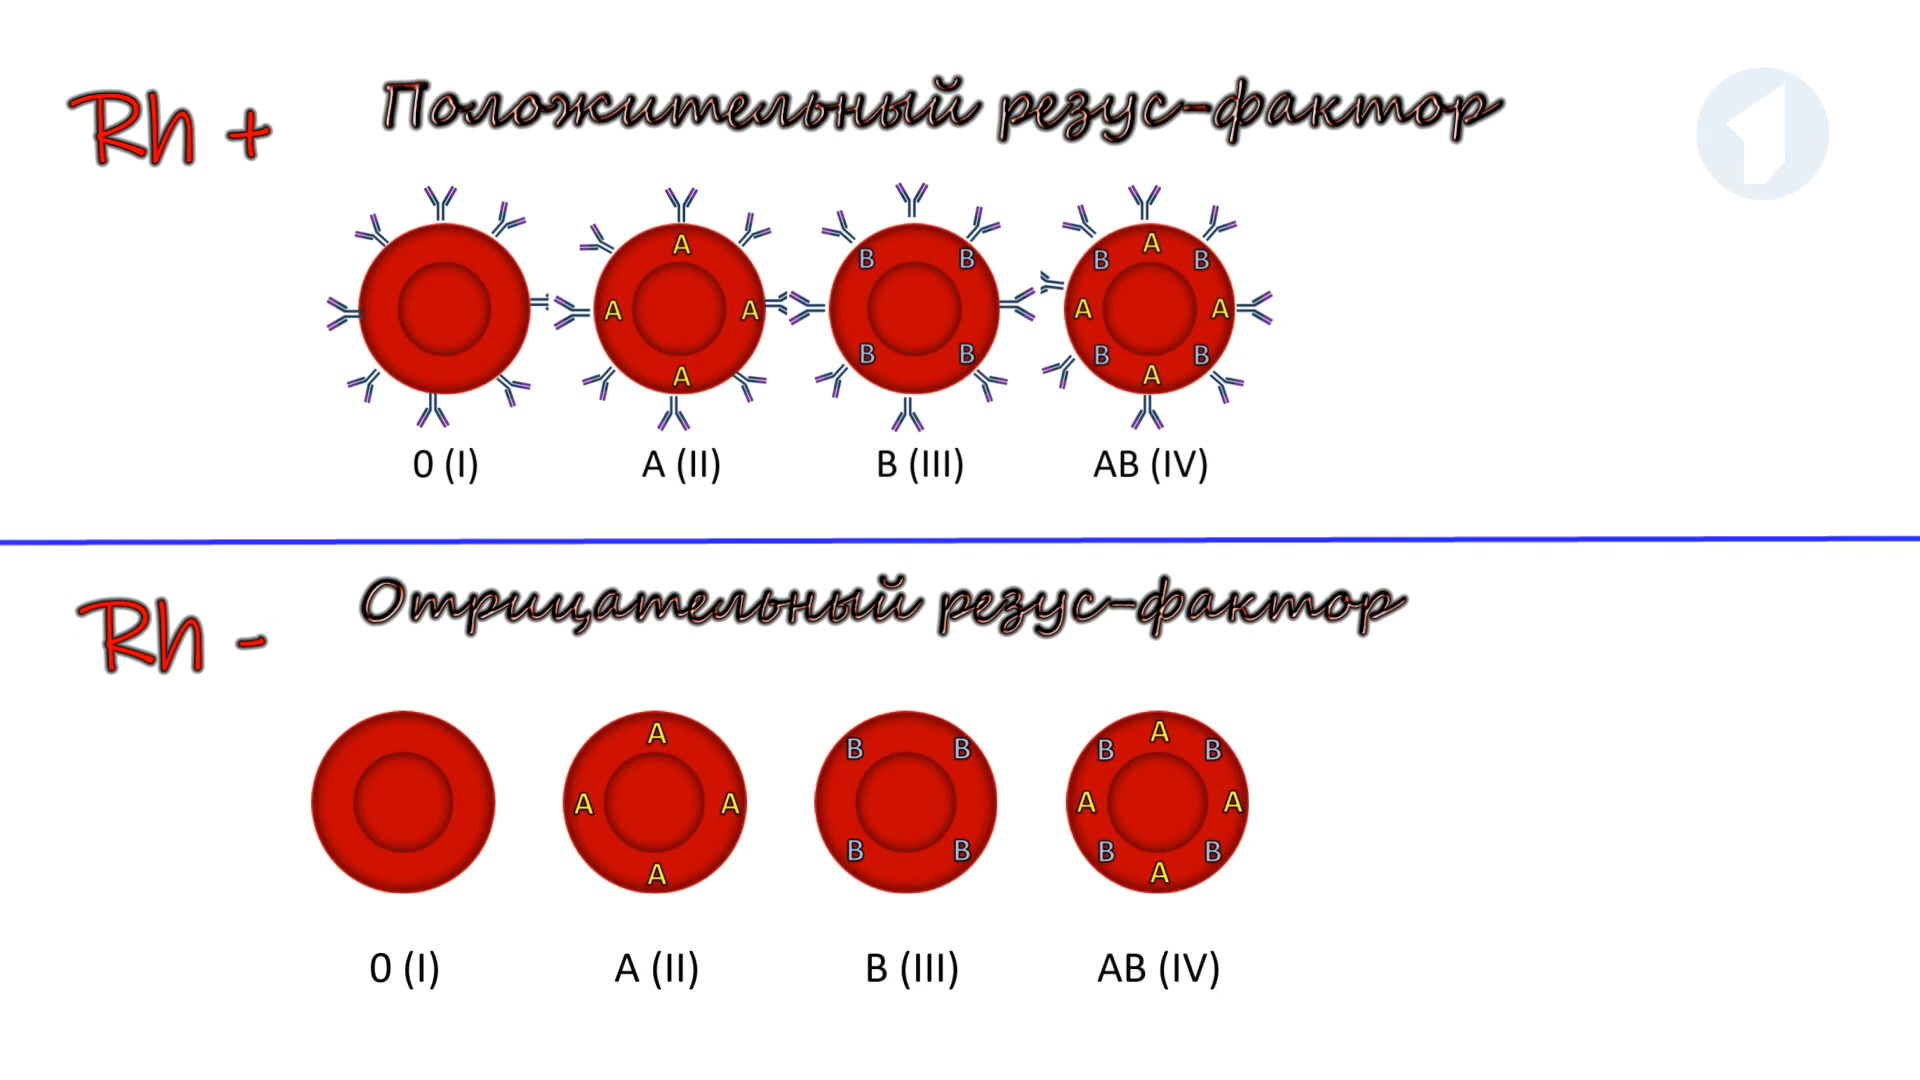 Rh + Положительный резус-фактор
A A A A
B B B B
A B A B A B A B
0 (I) A (II) B (III) AB (IV)
Rh - Отрицательный резус-фактор
A A A A
B B B B
A B A B A B A B
0 (I) A (II) B (III) AB (IV)